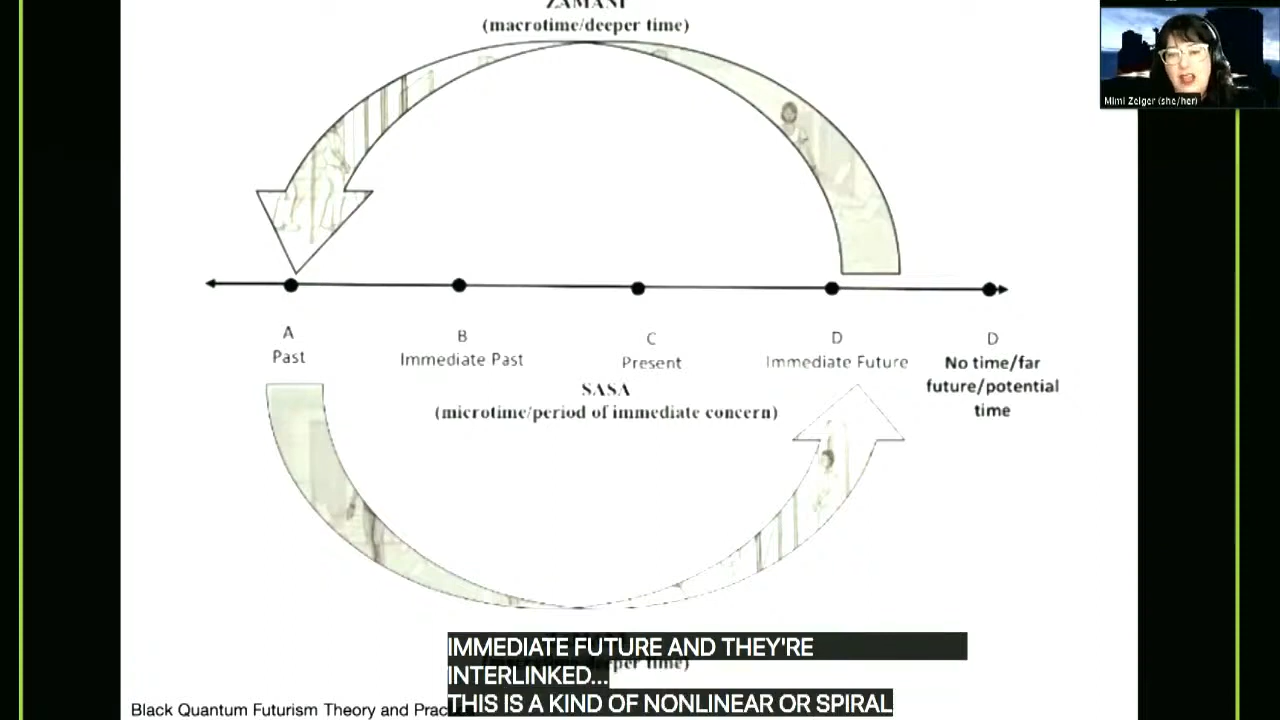 ZAMANI
(macrotime/deeper time)
Mimi Zeiger (she/her)
A
Past
B
Immediate Past
C
Present
D
Immediate Future
D
No time/far
future/potential
time
SASA
(microtime/period of immediate concern)
IMMEDIATE FUTURE AND THEY'RE
INTERLINKED...
THIS IS A KIND OF NONLINEAR OR SPIRAL
time)
Black Quantum Futurism Theory and